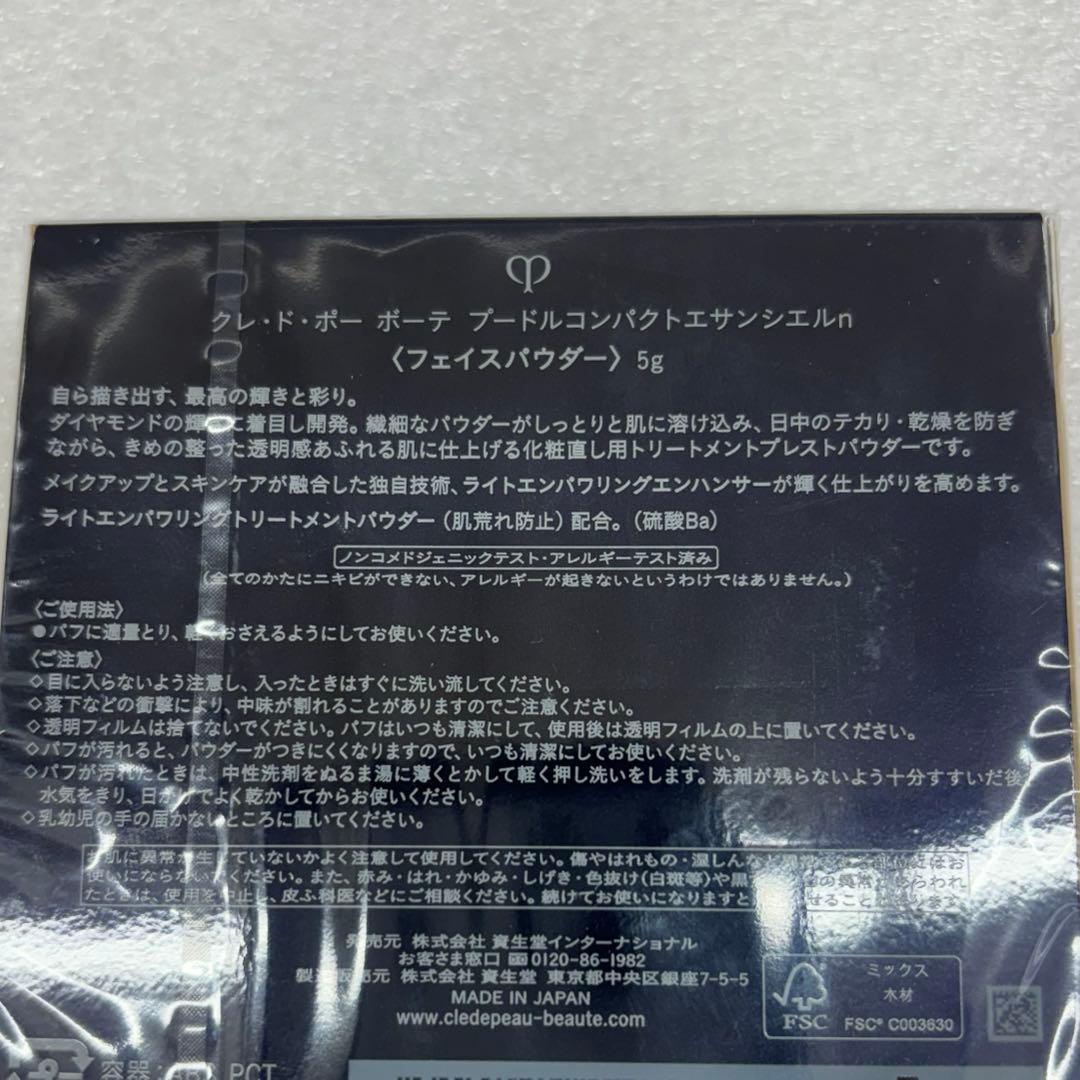 クレ・ド・ポー ボーテ プードルコンパクトエサンシエルn
〈フェイスパウダー〉 5g
自ら描き出す、最高の輝きと彩り。
ダイヤモンドの輝 に着目し開発。繊細なパウダーがしっとりと肌に溶け込み、日中のテカリ・乾燥を防ぎ
ながら、きめの整った透明感あふれる肌に仕上げる化粧直し用トリートメントプレストパウダーです。
メイクアップとスキンケアが融合した独自技術、ライトエンパワリングエンハンサーが輝く仕上がりを高めます。
ライトエンパワリングトリートメントパウダー（肌荒れ防止）配合。（硫酸Ba）
ノンコメドジェニックテスト・アレルギーテスト済み
（全てのかたにニキビができない、アレルギーが起きないというわけではありません。）
〈ご使用法〉
●パフに適量とり、軽くおさえるようにしてお使いください。
〈ご注意〉
◇目に入らないよう注意し、入ったときはすぐに洗い流してください。
◇落下などの衝撃により、中味が割れることがありますのでご注意ください。
◇透明フィルムは捨てないでください。パフはいつも清潔にして、使用後は透明フィルムの上に置いてください。
◇パフが汚れると、パウダーがつきにくくなりますので、いつも清潔にしてお使いください。
◇パフが汚れたときは、中性洗剤をぬるま湯に薄くとかして軽く押し洗いをします。洗剤が残らないよう十分すすいだ後
水気をきり、日かげでよく乾かしてからお使いください。
◇乳幼児の手の届かないところに置いてください。
お肌に異常が生じていないかよく注意して使用してください。傷やはれもの・湿しんなど
使いにならないでください。また、赤み・はれ・かゆみ・しげき・色抜け(白斑等)や黒
たときは、使用を中止し、皮ふ科医などにご相談ください。続けてお使いになりますと
発売元 株式会社 資生堂インターナショナル
お客さま窓口 0120-86-1982
製造販売元 株式会社 資生堂 東京都中央区銀座7-5-5
MADE IN JAPAN
www.cledepeau-beaute.com
FSC
ミックス
木材
FSC® C003630
容器: PCT